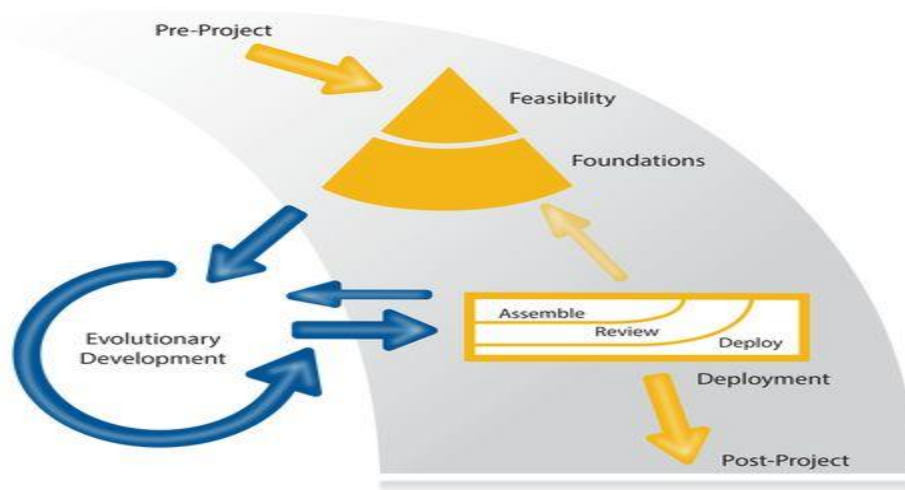 Pre-Project
Feasibility
Foundations
Evolutionary
Development
Assemble
Review
Deploy
Deployment
Post-Project